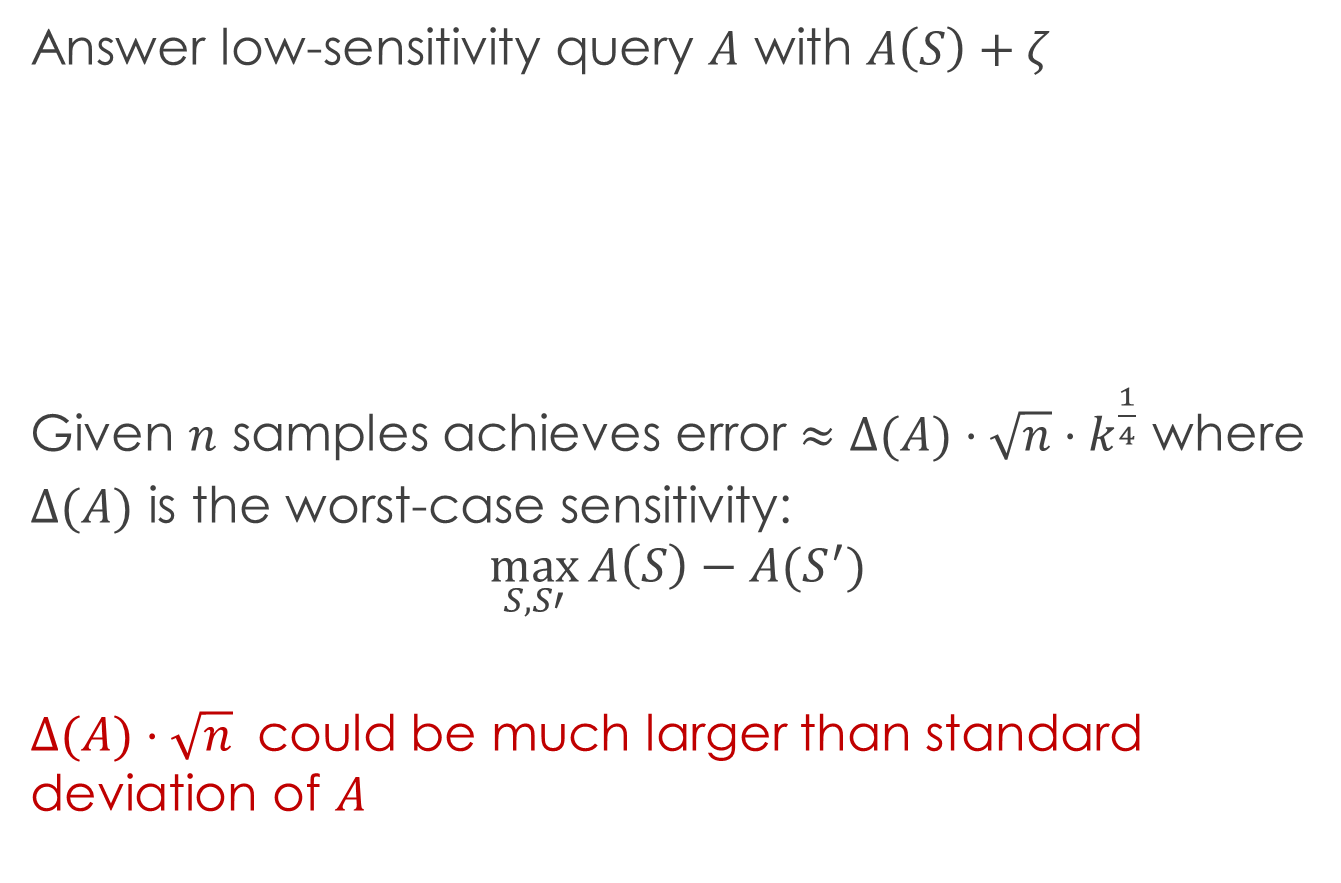 Answer low-sensitivity query 𝐴 with 𝐴(𝑆) + 𝜁
Given 𝑛 samples achieves error ≈ Δ(𝐴) · √𝑛 · 𝑘^{1/4} where
Δ(𝐴) is the worst-case sensitivity:
max_{𝑆,𝑆′} 𝐴(𝑆) − 𝐴(𝑆′)
Δ(𝐴) · √𝑛 could be much larger than standard
deviation of 𝐴